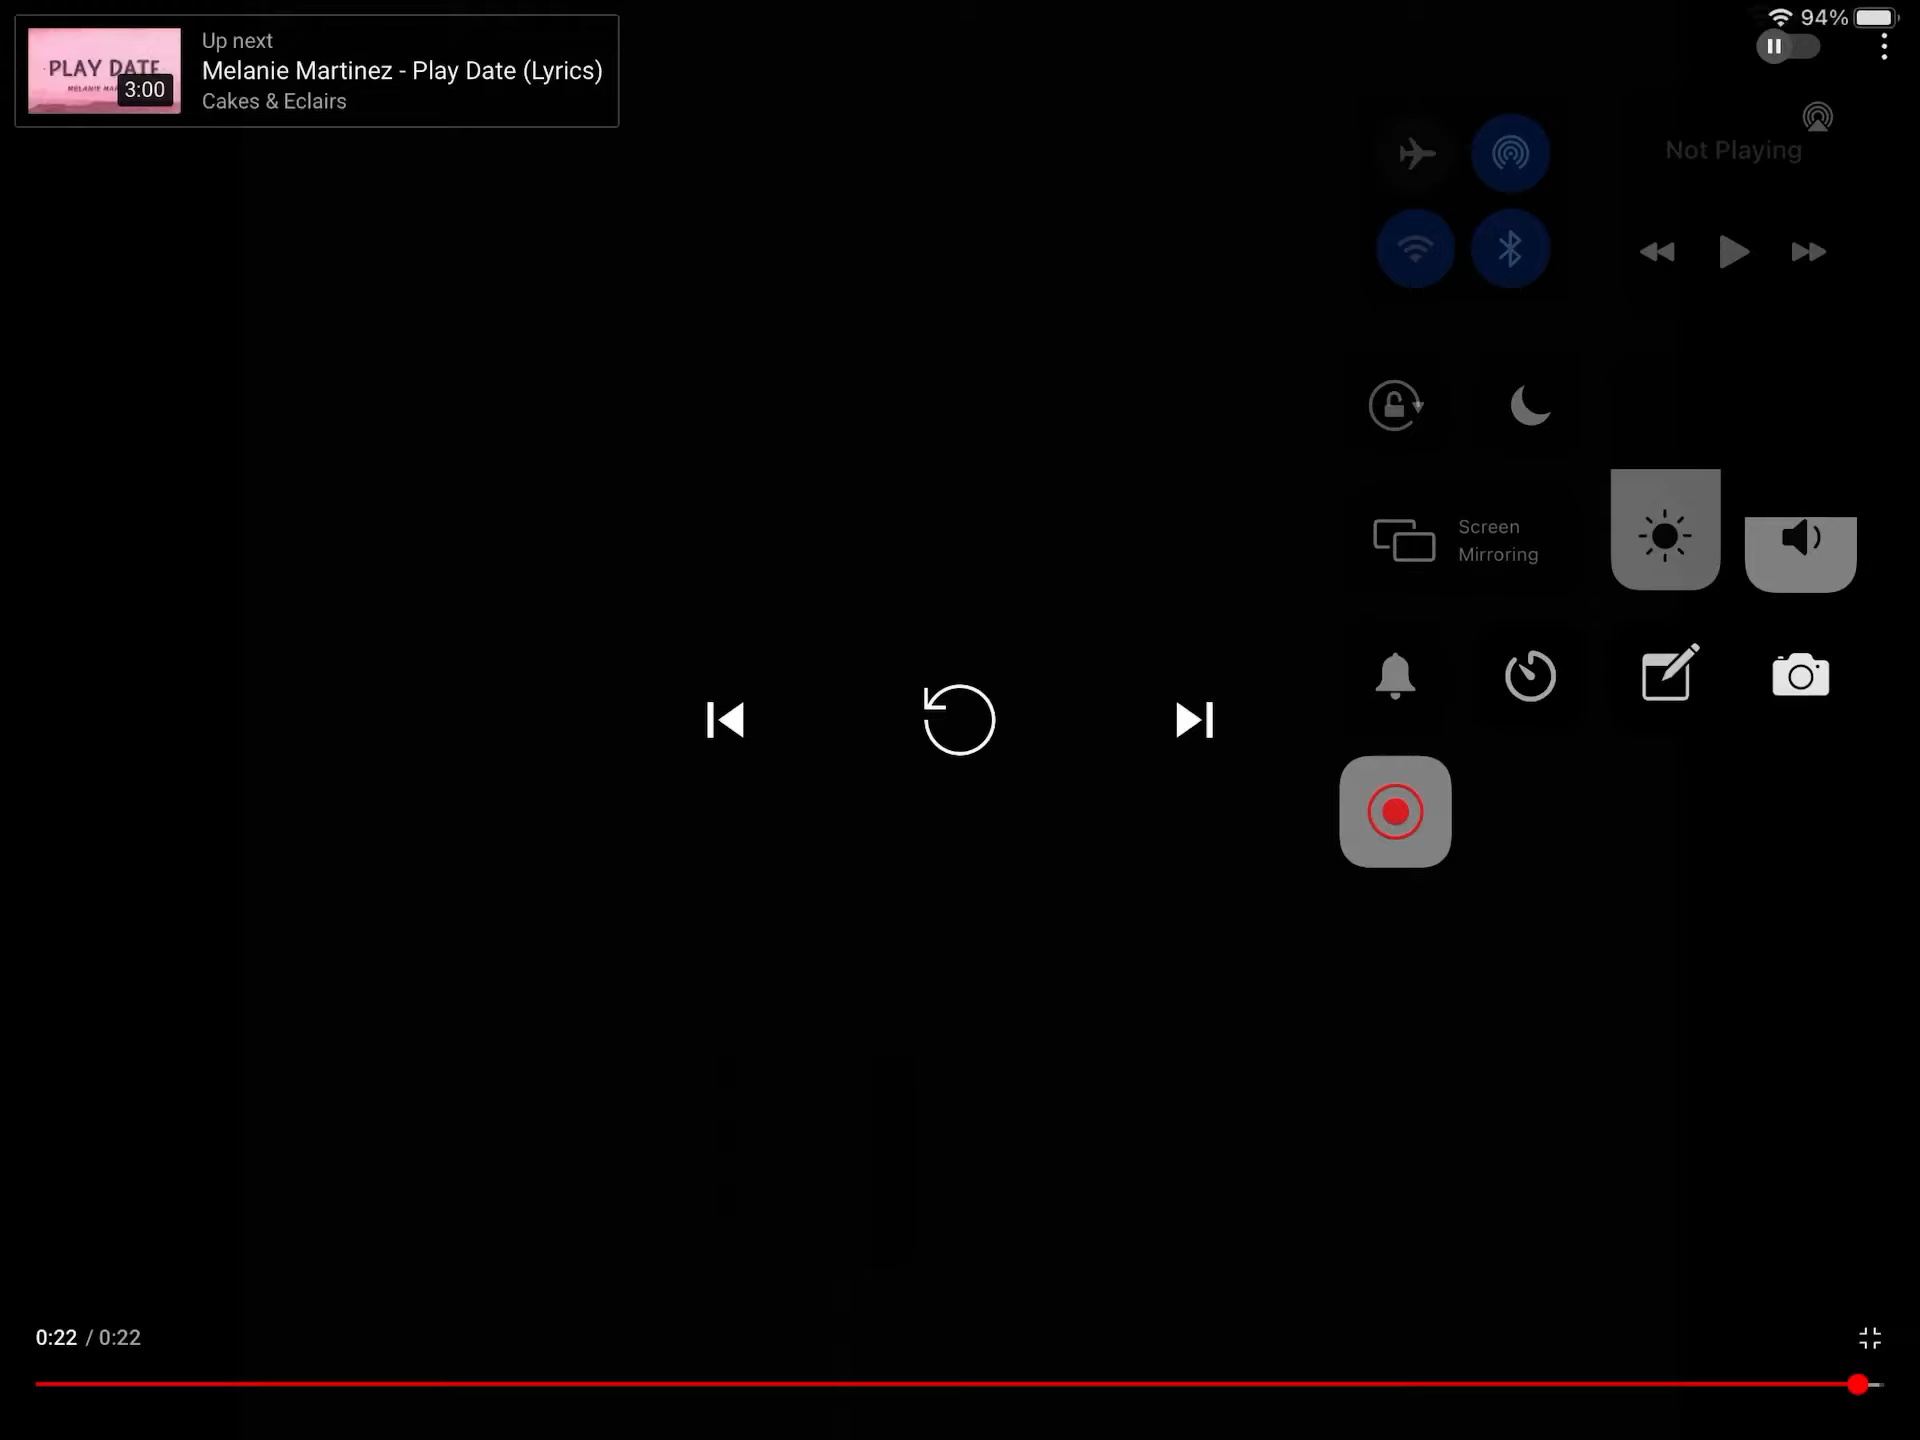 94%
PLAY DATE
3:00
Up next
Melanie Martinez - Play Date (Lyrics)
Cakes & Eclairs
Not Playing
Screen
Mirroring
0:22 / 0:22